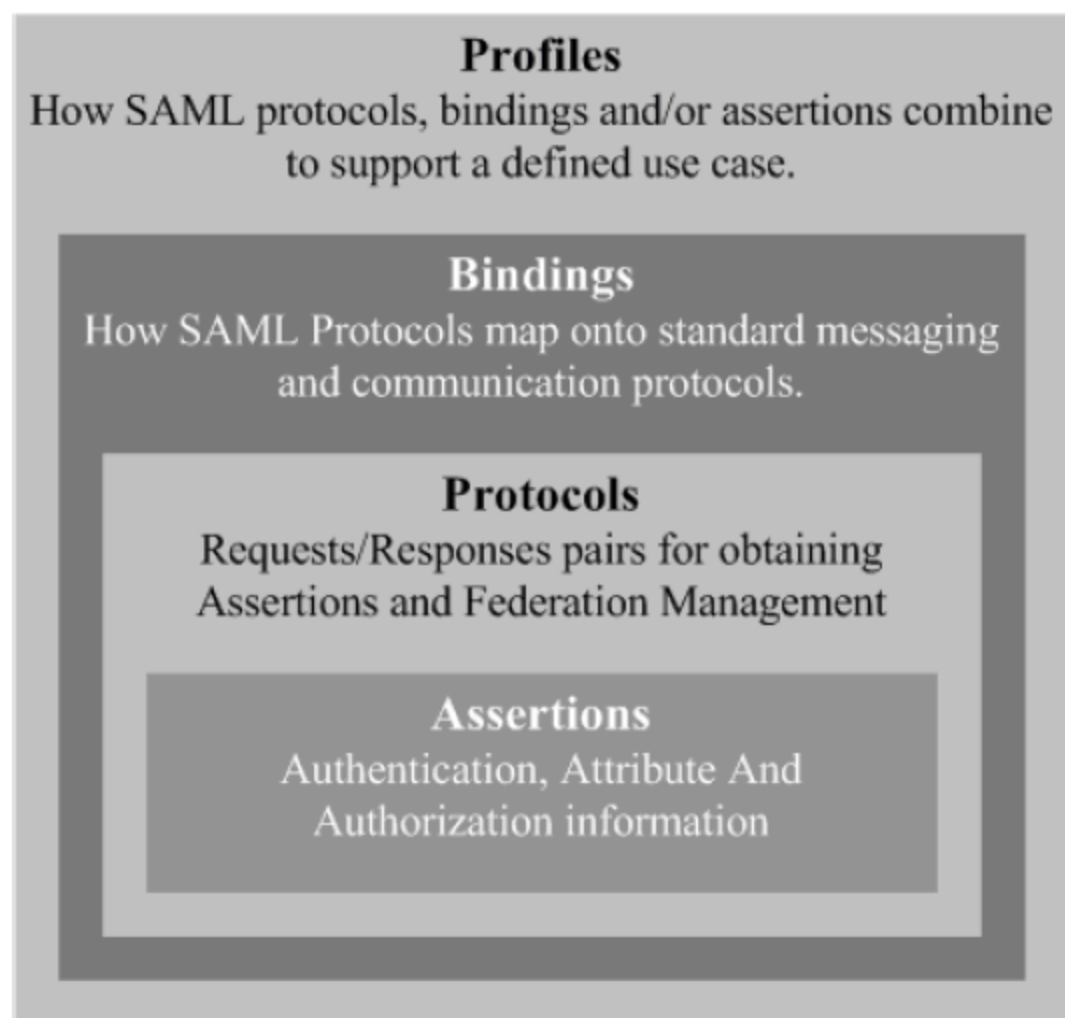 Profiles
How SAML protocols, bindings and/or assertions combine
to support a defined use case.
Bindings
How SAML Protocols map onto standard messaging
and communication protocols.
Protocols
Requests/Responses pairs for obtaining
Assertions and Federation Management
Assertions
Authentication, Attribute And
Authorization information